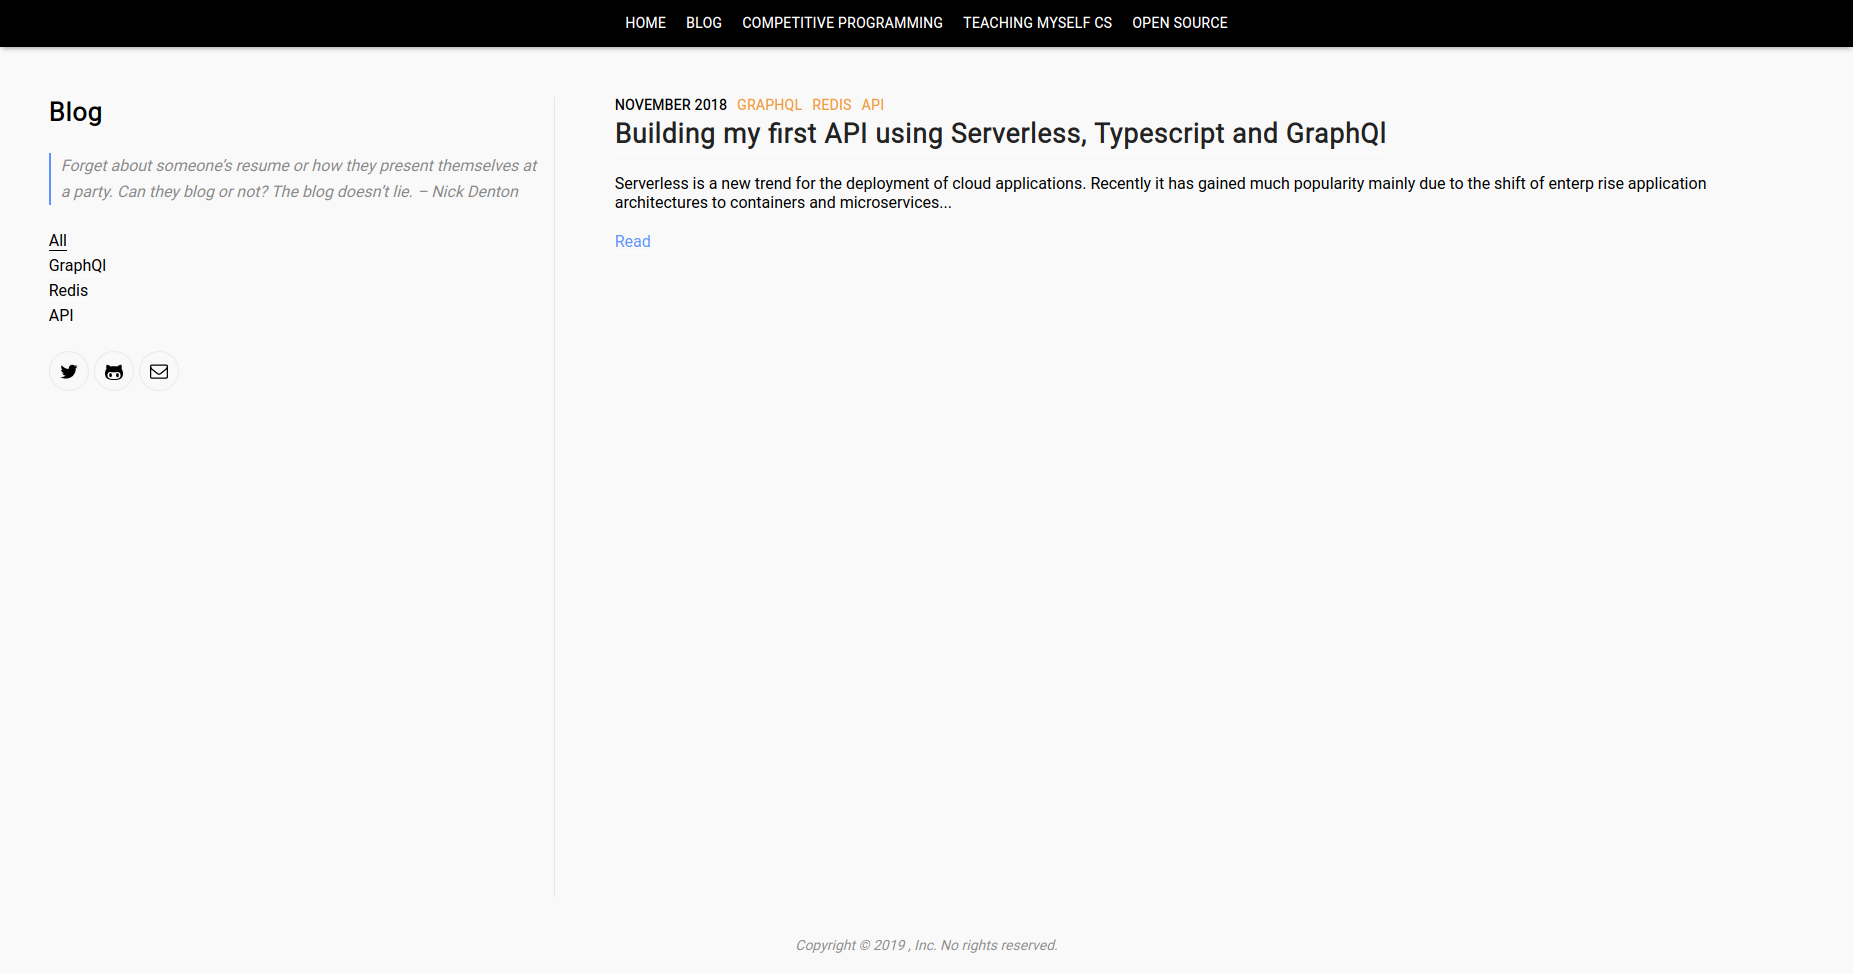 HOME BLOG COMPETITIVE PROGRAMMING TEACHING MYSELF CS OPEN SOURCE
Blog
Forget about someone’s resume or how they present themselves at
a party. Can they blog or not? The blog doesn’t lie. – Nick Denton
All
GraphQl
Redis
API
NOVEMBER 2018 GRAPHQL REDIS API
Building my first API using Serverless, Typescript and GraphQl
Serverless is a new trend for the deployment of cloud applications. Recently it has gained much popularity mainly due to the shift of enterp rise application
architectures to containers and microservices...
Read
Copyright © 2019 , Inc. No rights reserved.